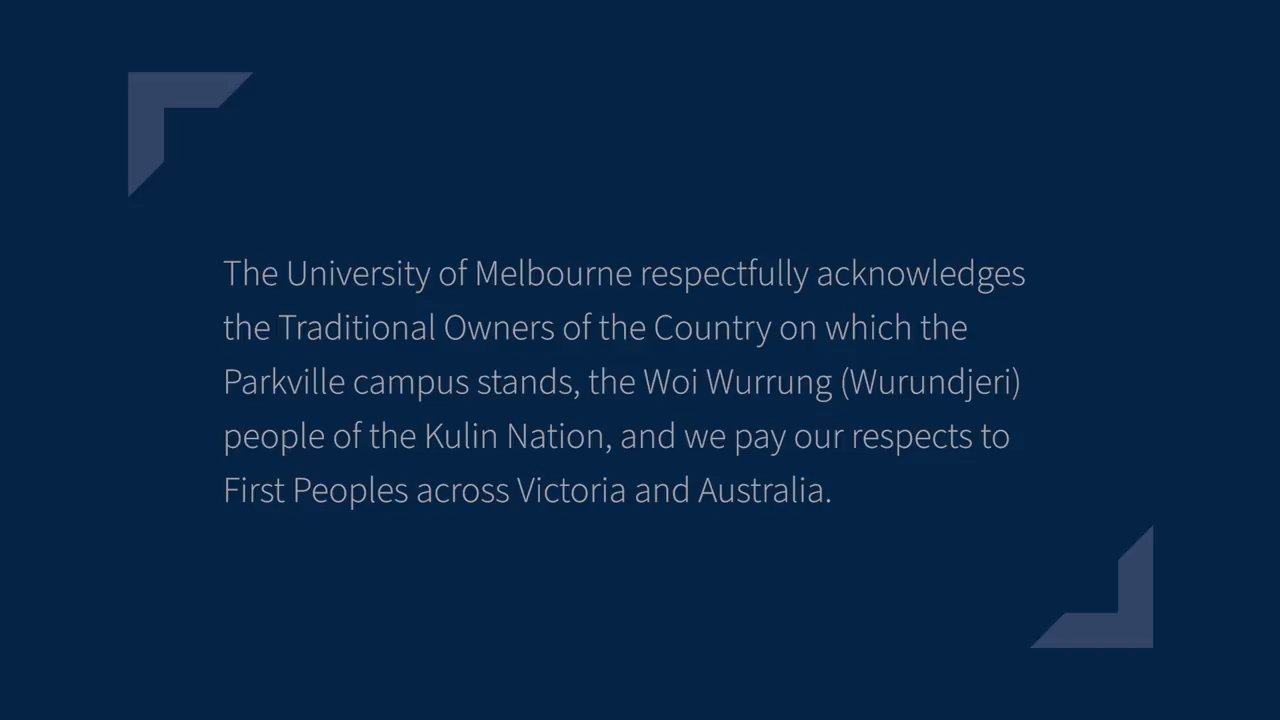 The University of Melbourne respectfully acknowledges
the Traditional Owners of the Country on which the
Parkville campus stands, the Woi Wurrung (Wurundjeri)
people of the Kulin Nation, and we pay our respects to
First Peoples across Victoria and Australia.